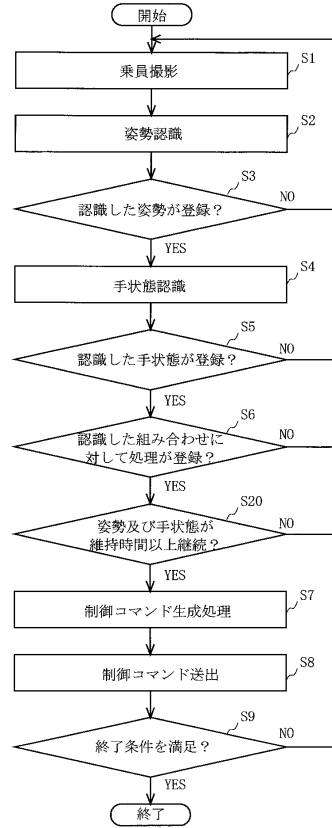 開始
乗員撮影
S1
姿勢認識
S2
認識した姿勢が登録？
S3
NO
YES
手状態認識
S4
認識した手状態が登録？
S5
NO
YES
認識した組み合わせに
対して処理が登録？
S6
NO
YES
姿勢及び手状態が
維持時間以上継続？
S20
NO
YES
制御コマンド生成処理
S7
制御コマンド送出
S8
終了条件を満足？
S9
NO
YES
終了